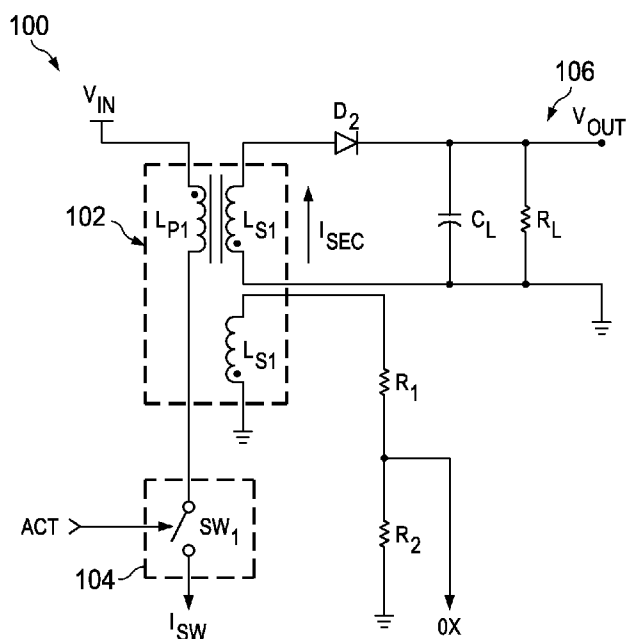 100
V_IN
102
L_P1
L_S1
I_SEC
D_2
106
V_OUT
C_L
R_L
L_S1
R_1
ACT
SW_1
R_2
104
I_SW
0X